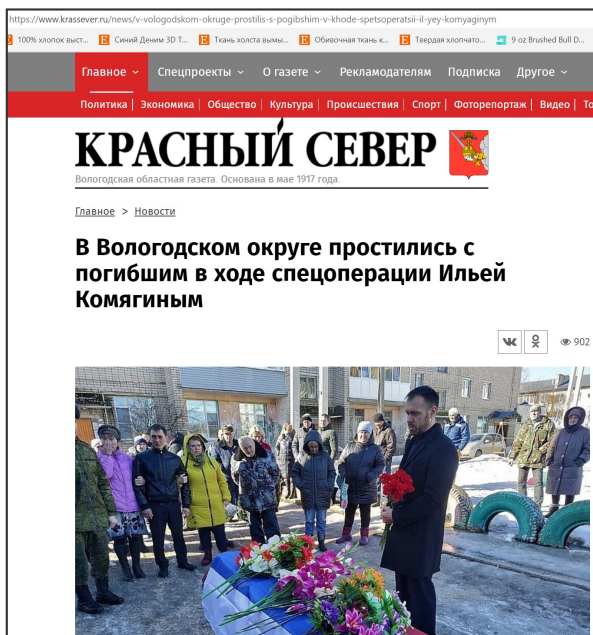 https://www.krassever.ru/news/v-vologodskom-okruge-prostilis-s-pogibshim-v-khode-spetsoperatsii-il-yey-komyaginym
100% хлопок выст... Синий Деним 3D Т... Ткань холста вымы... Обивочная ткань к... Твердая хлопчато... 9 oz Brushed Bull D...
Главное Спецпроекты О газете Рекламодателям Подписка Другое
Политика | Экономика | Общество | Культура | Происшествия | Спорт | Фоторепортаж | Видео | То
КРАСНЫЙ СЕВЕР
Вологодская областная газета. Основана в мае 1917 года.
Главное > Новости
В Вологодском округе простились с
погибшим в ходе спецоперации Ильей
Комягиным
902